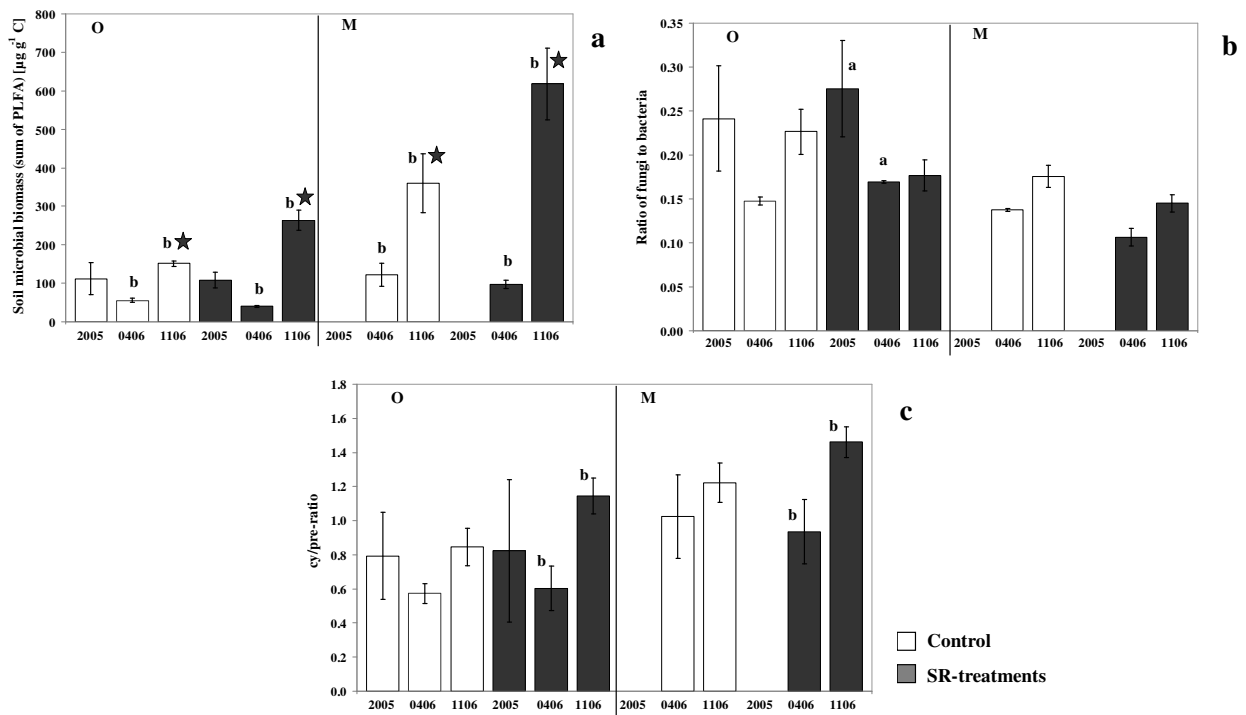 Soil microbial biomass (sum of PLFA) [µg g⁻¹ C]
800
700
600
500
400
300
200
100
0
O
M
a
b
b
b
b
b
b
b
b
2005 0406 1106 2005 0406 1106 2005 0406 1106 2005 0406 1106
Ratio of fungi to bacteria
0.35
0.30
0.25
0.20
0.15
0.10
0.05
0.00
O
M
b
a
a
2005 0406 1106 2005 0406 1106 2005 0406 1106 2005 0406 1106
cy/pre-ratio
1.8
1.6
1.4
1.2
1.0
0.8
0.6
0.4
0.2
0.0
O
M
c
b
b
b
b
2005 0406 1106 2005 0406 1106 2005 0406 1106 2005 0406 1106
Control
SR-treatments